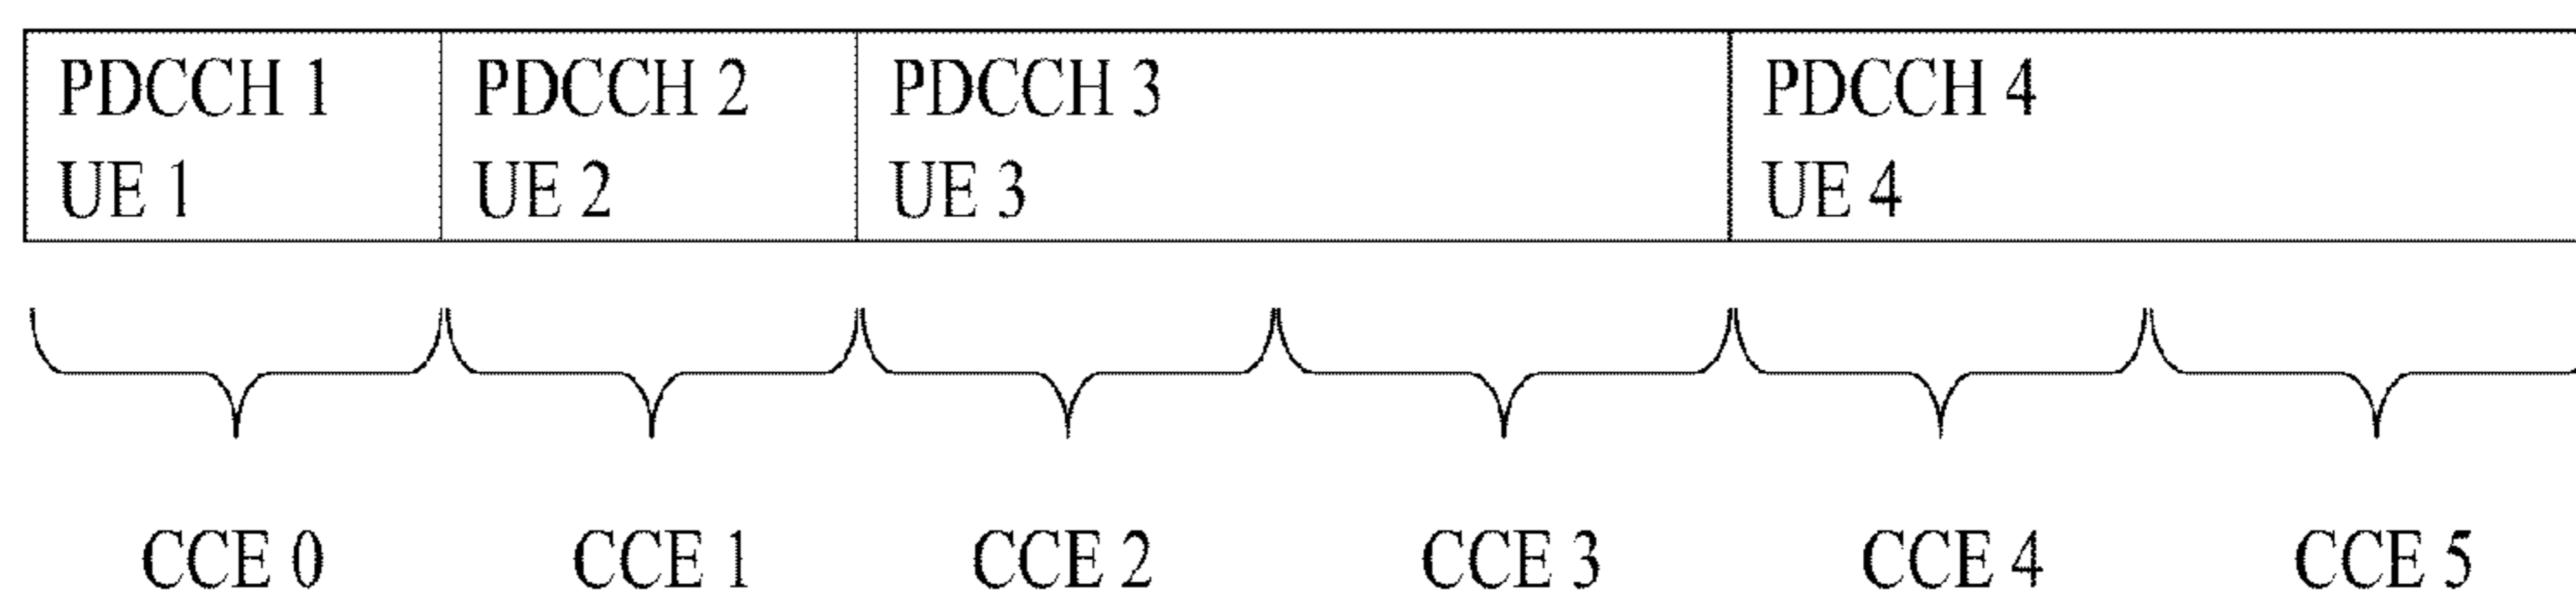 PDCCH 1
UE 1
PDCCH 2
UE 2
PDCCH 3
UE 3
PDCCH 4
UE 4
CCE 0
CCE 1
CCE 2
CCE 3
CCE 4
CCE 5